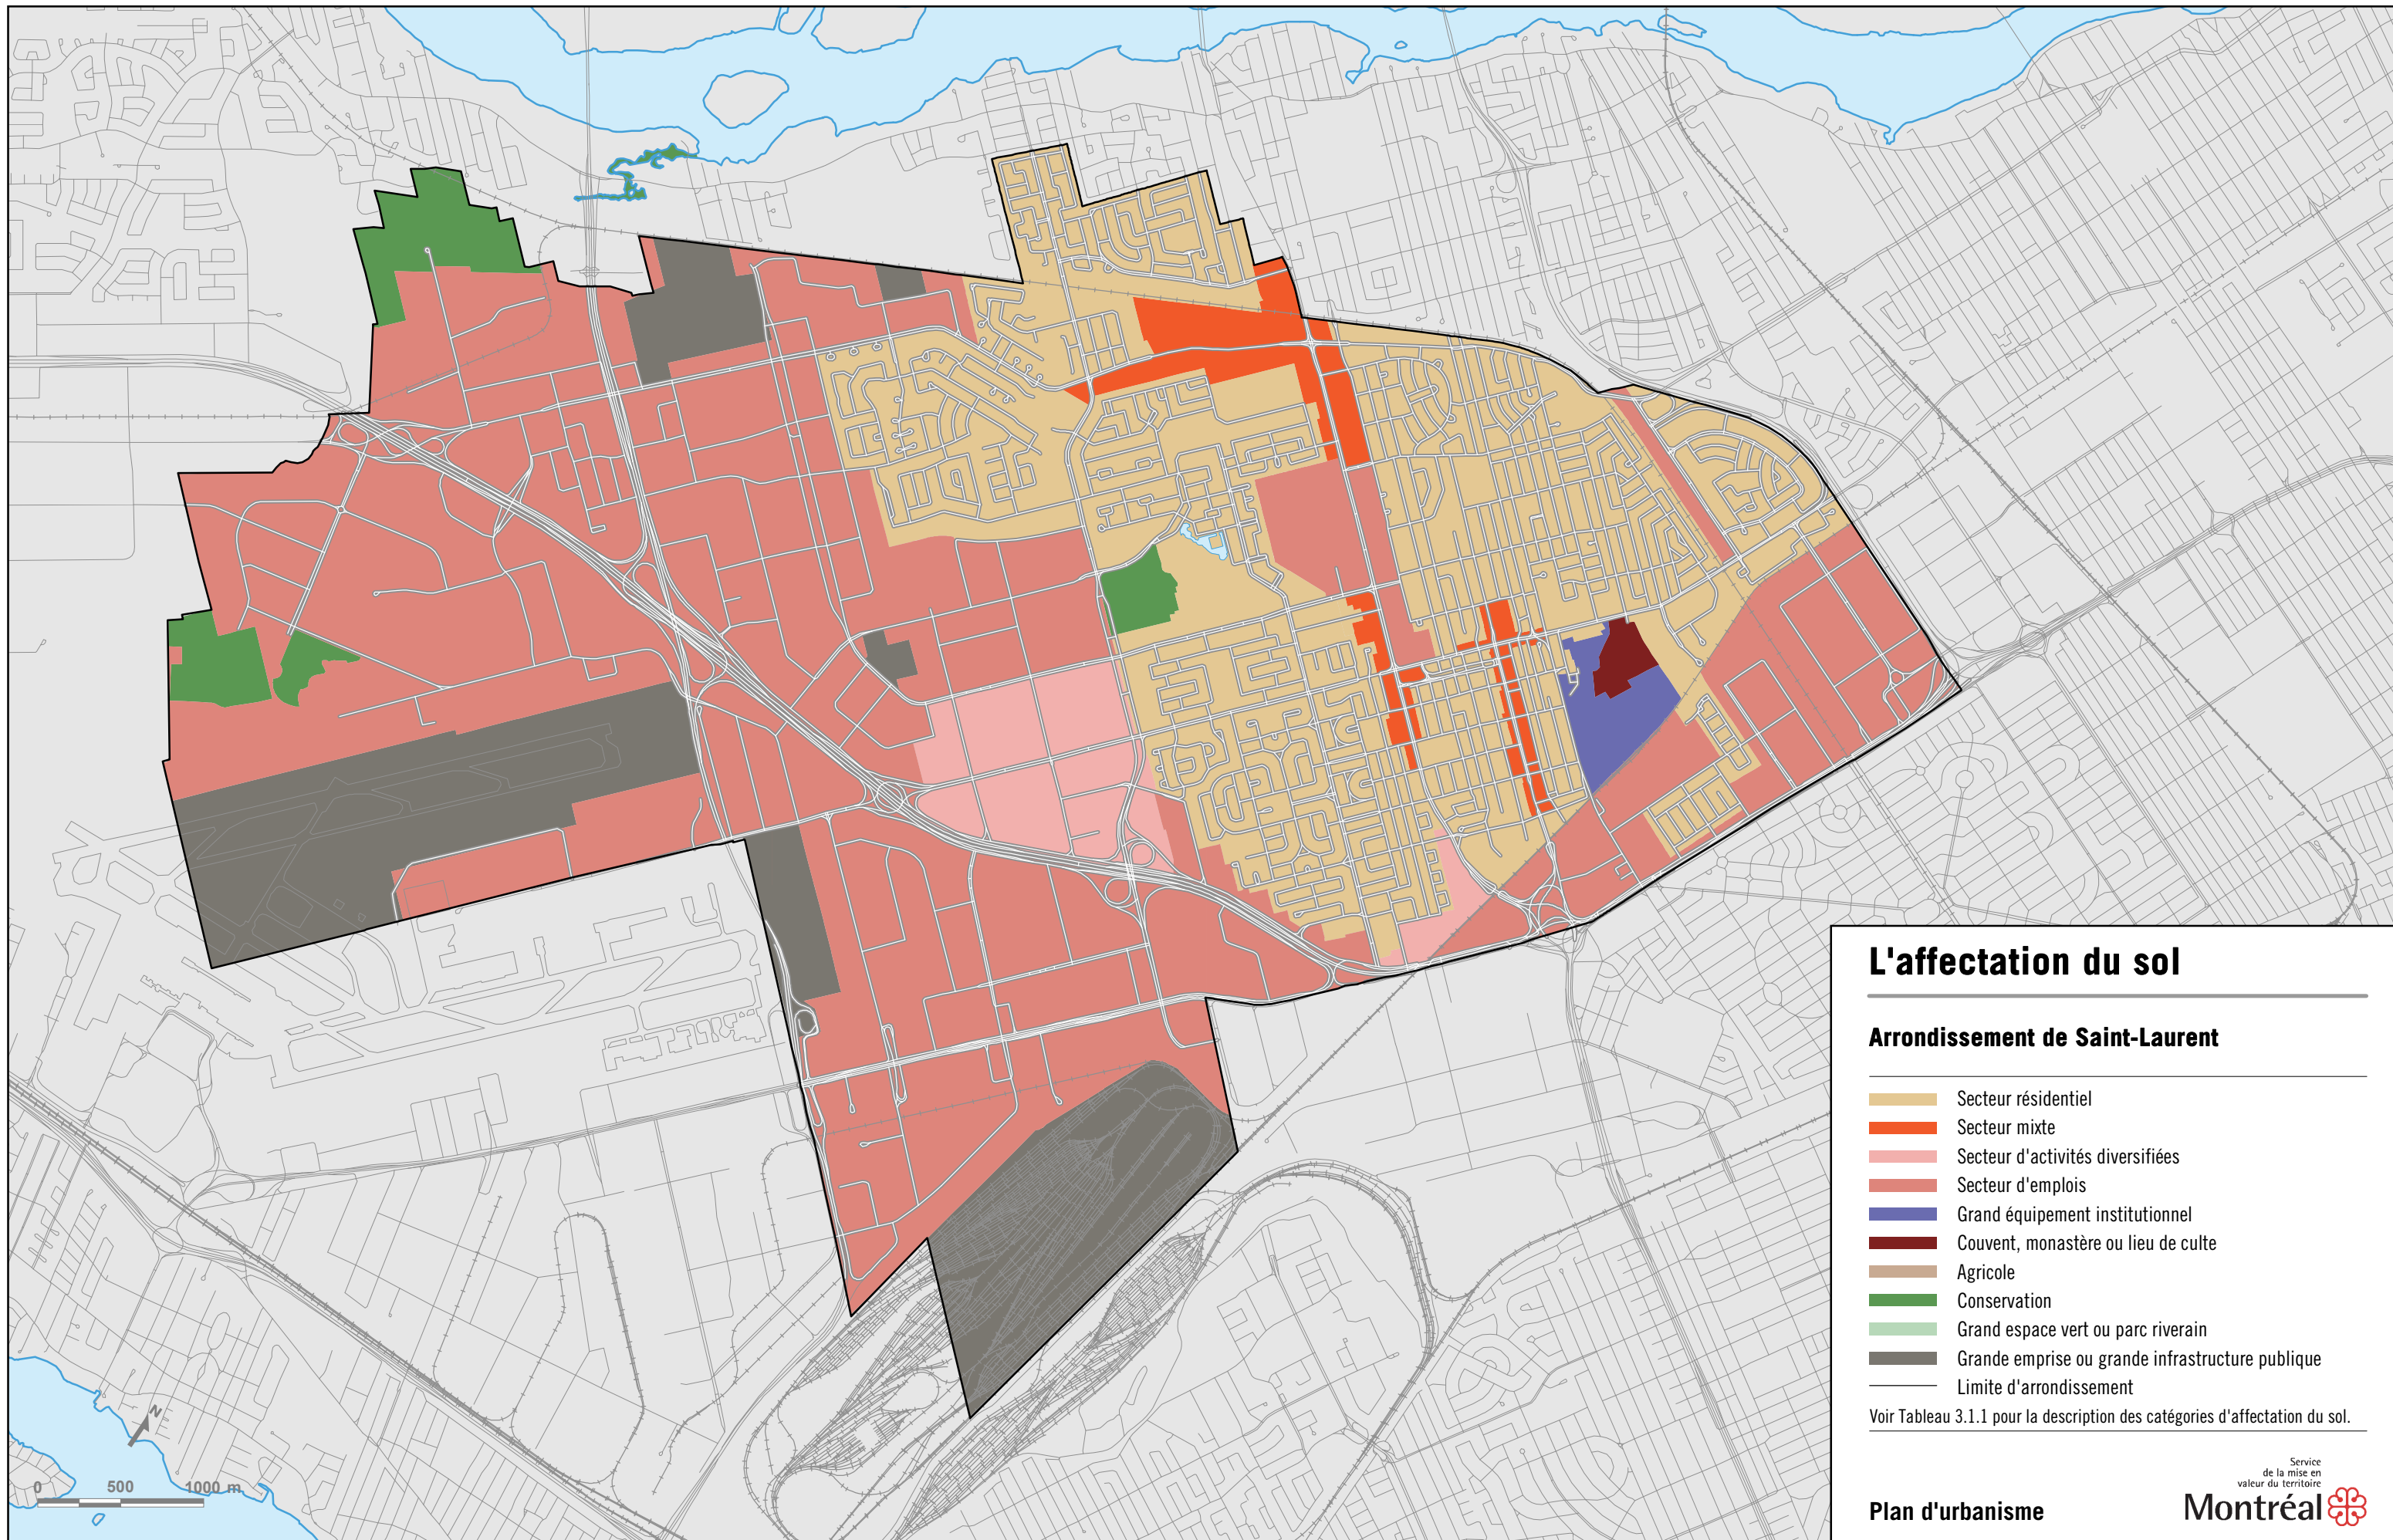 L'affectation du sol
Arrondissement de Saint-Laurent
Secteur résidentiel
Secteur mixte
Secteur d'activités diversifiées
Secteur d'emplois
Grand équipement institutionnel
Couvent, monastère ou lieu de culte
Agricole
Conservation
Grand espace vert ou parc riverain
Grande emprise ou grande infrastructure publique
Limite d'arrondissement
Voir Tableau 3.1.1 pour la description des catégories d'affectation du sol.
N
0 500 1000 m
Service
de la mise en
valeur du territoire
Plan d'urbanisme
Montréal